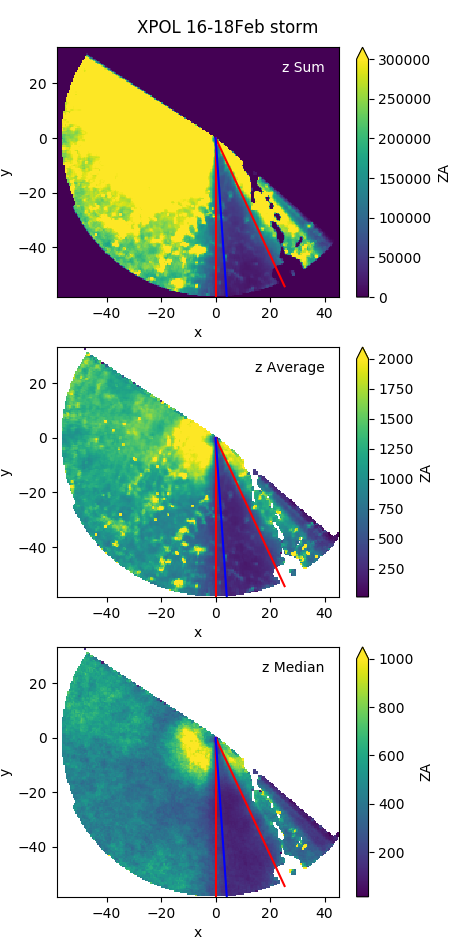 XPOL 16-18Feb storm
z Sum
20
0
−20
−40
y
−40 −20 0 20 40
x
300000
250000
200000
150000
100000
50000
0
ZA
z Average
20
0
−20
−40
y
−40 −20 0 20 40
x
2000
1750
1500
1250
1000
750
500
250
ZA
z Median
20
0
−20
−40
y
−40 −20 0 20 40
x
1000
800
600
400
200
ZA